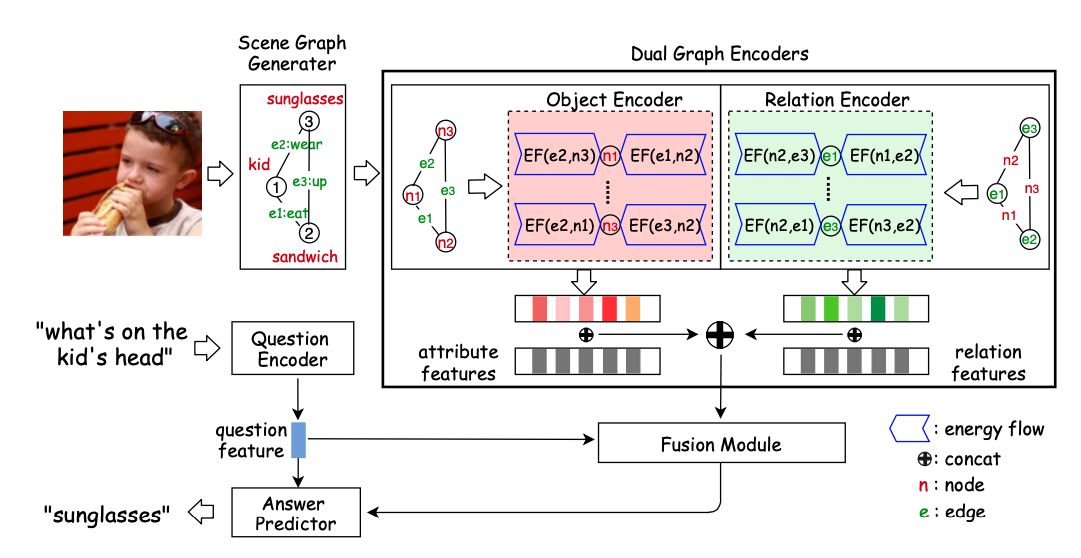 Scene Graph
Generater
Dual Graph Encoders
sunglasses
3
e2:wear
kid
e3:up
1
e1:eat
2
sandwich
n3
e2
n1
e3
e1
n2
Object Encoder
EF(e2,n3) n1 EF(e1,n2)
EF(e2,n1) n3 EF(e3,n2)
Relation Encoder
EF(n2,e3) e1 EF(n1,e2)
EF(n2,e1) e3 EF(n3,e2)
e3
n2
e1
n3
n1
e2
attribute
features
relation
features
"what's on the
kid's head"
Question
Encoder
question
feature
Fusion Module
Answer
Predictor
"sunglasses"
: energy flow
: concat
n : node
e : edge